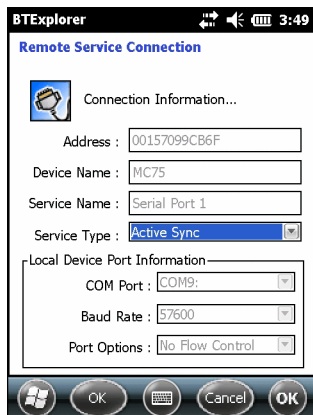 BTExplorer 3:49
Remote Service Connection
Connection Information...
Address : 00157099CB6F
Device Name : MC75
Service Name : Serial Port 1
Service Type : Active Sync
Local Device Port Information
COM Port : COM9:
Baud Rate : 57600
Port Options : No Flow Control
OK Cancel OK